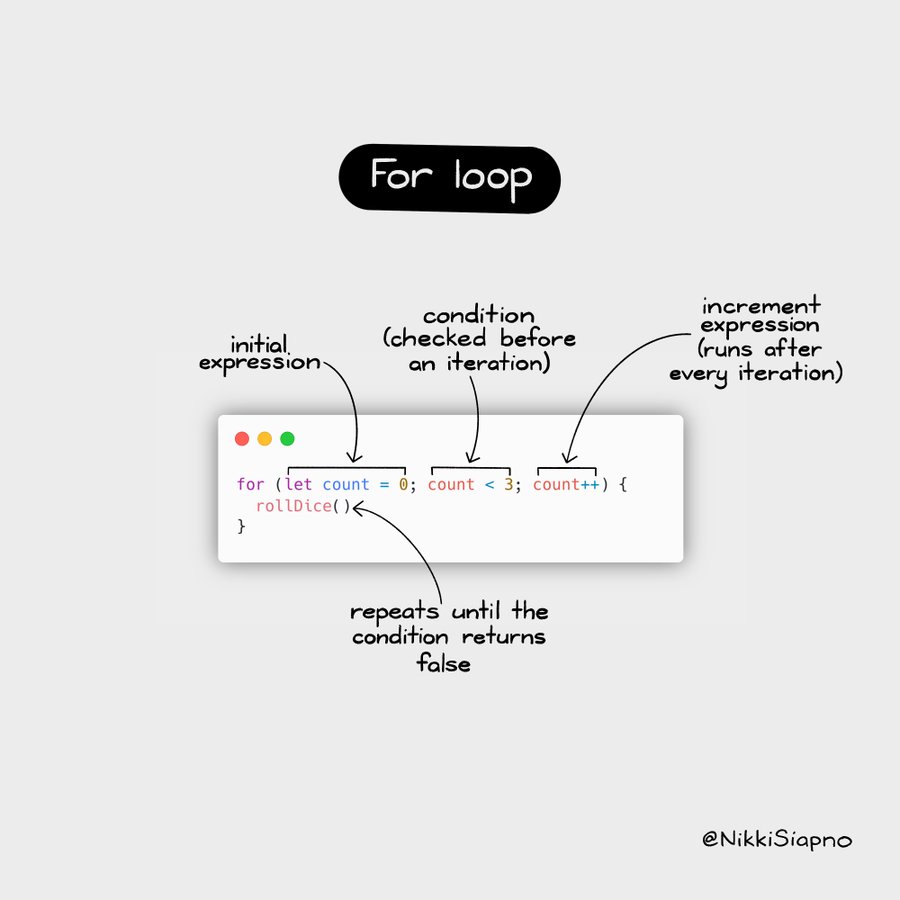 For loop
initial
expression
condition
(checked before
an iteration)
increment
expression
(runs after
every iteration)
for (let count = 0; count < 3; count++) {
  rollDice()
}
repeats until the
condition returns
false
@NikkiSiapno